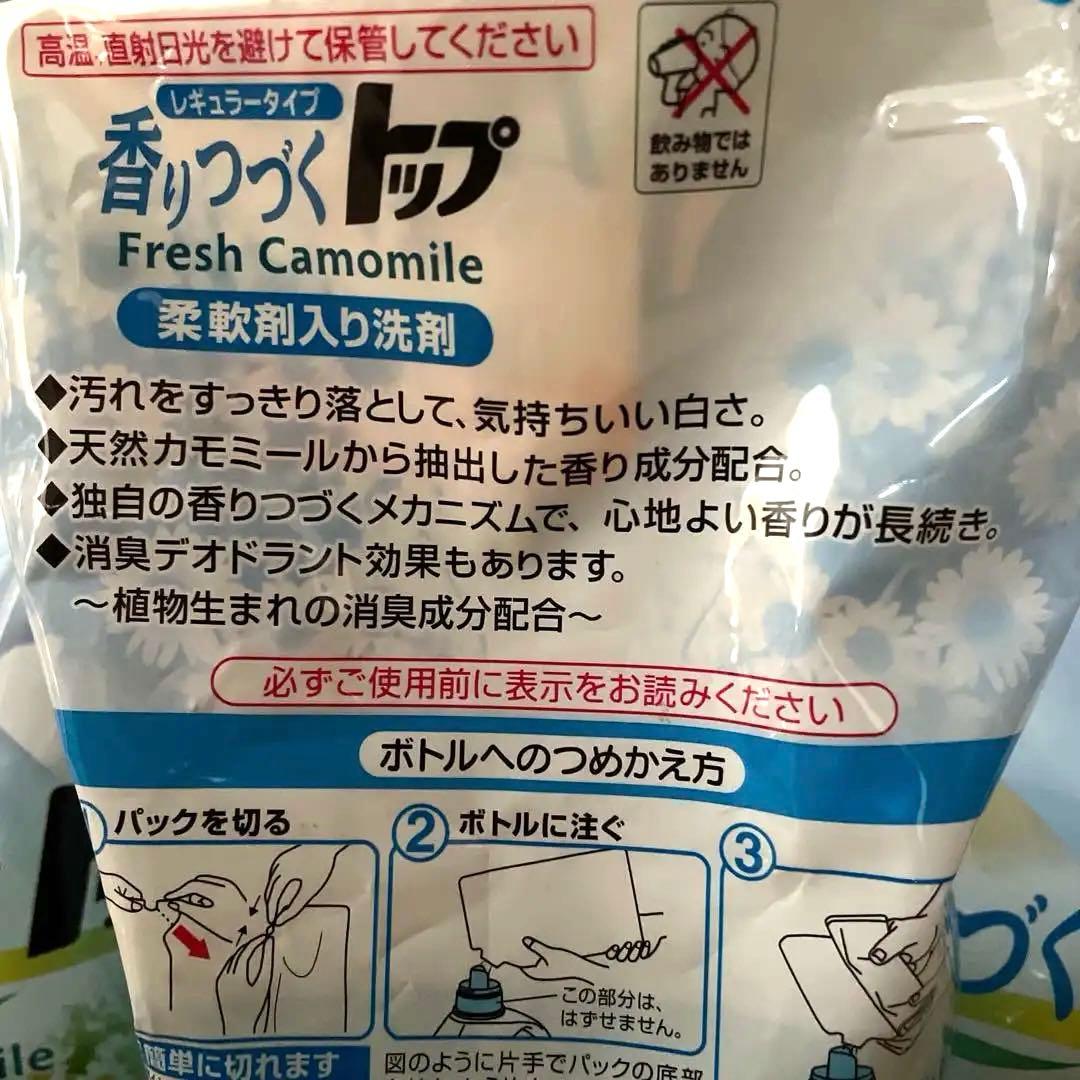 高温、直射日光を避けて保管してください
飲み物では
ありません
レギュラータイプ
香りつづくトップ
Fresh Camomile
柔軟剤入り洗剤
◆汚れをすっきり落として、気持ちいい白さ。
◆天然カモミールから抽出した香り成分配合。
◆独自の香りつづくメカニズムで、心地よい香りが長続き。
◆消臭デオドラント効果もあります。
〜植物生まれの消臭成分配合〜
必ずご使用前に表示をお読みください
ボトルへのつめかえ方
パックを切る
② ボトルに注ぐ
③
この部分は、
はずせません。
簡単に切れます
図のように片手でパックの底部
づく
mile